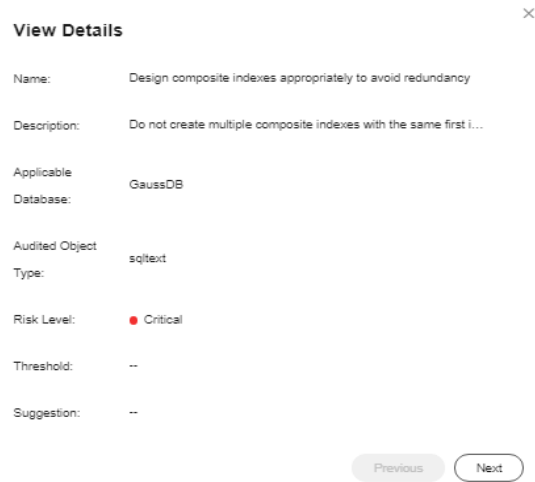 View Details
Name: Design composite indexes appropriately to avoid redundancy
Description: Do not create multiple composite indexes with the same first i...
Applicable
Database: GaussDB
Audited Object
Type: sqltext
Risk Level: Critical
Threshold: --
Suggestion: --
Previous Next